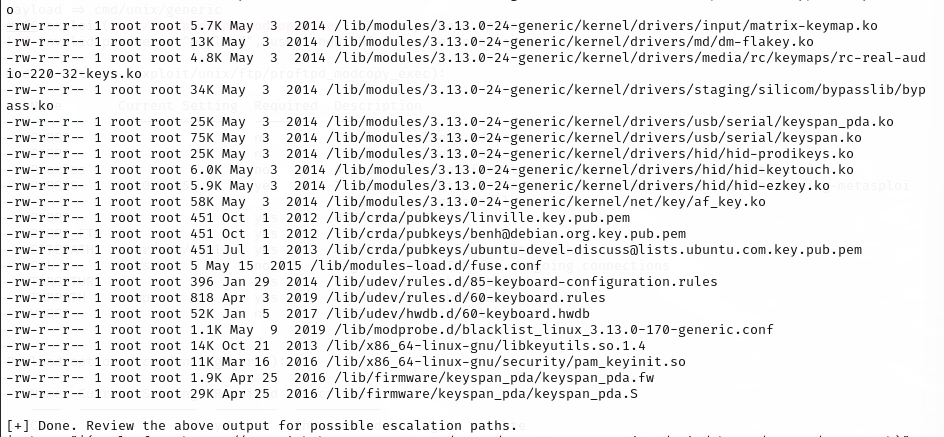 o
-rw-r--r-- 1 root root 5.7K May  3  2014 /lib/modules/3.13.0-24-generic/kernel/drivers/input/matrix-keymap.ko
-rw-r--r-- 1 root root 13K May  3  2014 /lib/modules/3.13.0-24-generic/kernel/drivers/md/dm-flakey.ko
-rw-r--r-- 1 root root 4.8K May  3  2014 /lib/modules/3.13.0-24-generic/kernel/drivers/media/rc/keymaps/rc-real-aud
io-220-32-keys.ko
-rw-r--r-- 1 root root 34K May  3  2014 /lib/modules/3.13.0-24-generic/kernel/drivers/staging/silicom/bypasslib/byp
ass.ko
-rw-r--r-- 1 root root 25K May  3  2014 /lib/modules/3.13.0-24-generic/kernel/drivers/usb/serial/keyspan_pda.ko
-rw-r--r-- 1 root root 75K May  3  2014 /lib/modules/3.13.0-24-generic/kernel/drivers/usb/serial/keyspan.ko
-rw-r--r-- 1 root root 25K May  3  2014 /lib/modules/3.13.0-24-generic/kernel/drivers/hid/hid-prodikeys.ko
-rw-r--r-- 1 root root 6.0K May  3  2014 /lib/modules/3.13.0-24-generic/kernel/drivers/hid/hid-keytouch.ko
-rw-r--r-- 1 root root 5.9K May  3  2014 /lib/modules/3.13.0-24-generic/kernel/drivers/hid/hid-ezkey.ko
-rw-r--r-- 1 root root 58K May  3  2014 /lib/modules/3.13.0-24-generic/kernel/net/key/af_key.ko
-rw-r--r-- 1 root root 451 Oct  1  2012 /lib/crda/pubkeys/linville.key.pub.pem
-rw-r--r-- 1 root root 451 Oct  1  2012 /lib/crda/pubkeys/benh@debian.org.key.pub.pem
-rw-r--r-- 1 root root 451 Jul  1  2013 /lib/crda/pubkeys/ubuntu-devel-discuss@lists.ubuntu.com.key.pub.pem
-rw-r--r-- 1 root root 5 May 15  2015 /lib/modules-load.d/fuse.conf
-rw-r--r-- 1 root root 396 Jan 29  2014 /lib/udev/rules.d/85-keyboard-configuration.rules
-rw-r--r-- 1 root root 818 Apr  3  2019 /lib/udev/rules.d/60-keyboard.rules
-rw-r--r-- 1 root root 52K Jan  5  2017 /lib/udev/hwdb.d/60-keyboard.hwdb
-rw-r--r-- 1 root root 1.1K May  9  2019 /lib/modprobe.d/blacklist_linux_3.13.0-170-generic.conf
-rw-r--r-- 1 root root 14K Oct 21  2013 /lib/x86_64-linux-gnu/libkeyutils.so.1.4
-rw-r--r-- 1 root root 11K Mar 16  2016 /lib/x86_64-linux-gnu/security/pam_keyinit.so
-rw-r--r-- 1 root root 1.9K Apr 25  2016 /lib/firmware/keyspan_pda/keyspan_pda.fw
-rw-r--r-- 1 root root 29K Apr 25  2016 /lib/firmware/keyspan_pda/keyspan_pda.S
[+] Done. Review the above output for possible escalation paths.